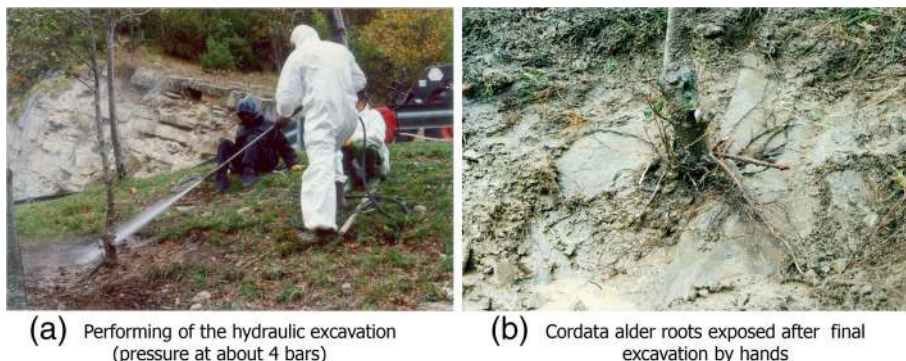 (a) Performing of the hydraulic excavation
(pressure at about 4 bars)
(b) Cordata alder roots exposed after final
excavation by hands